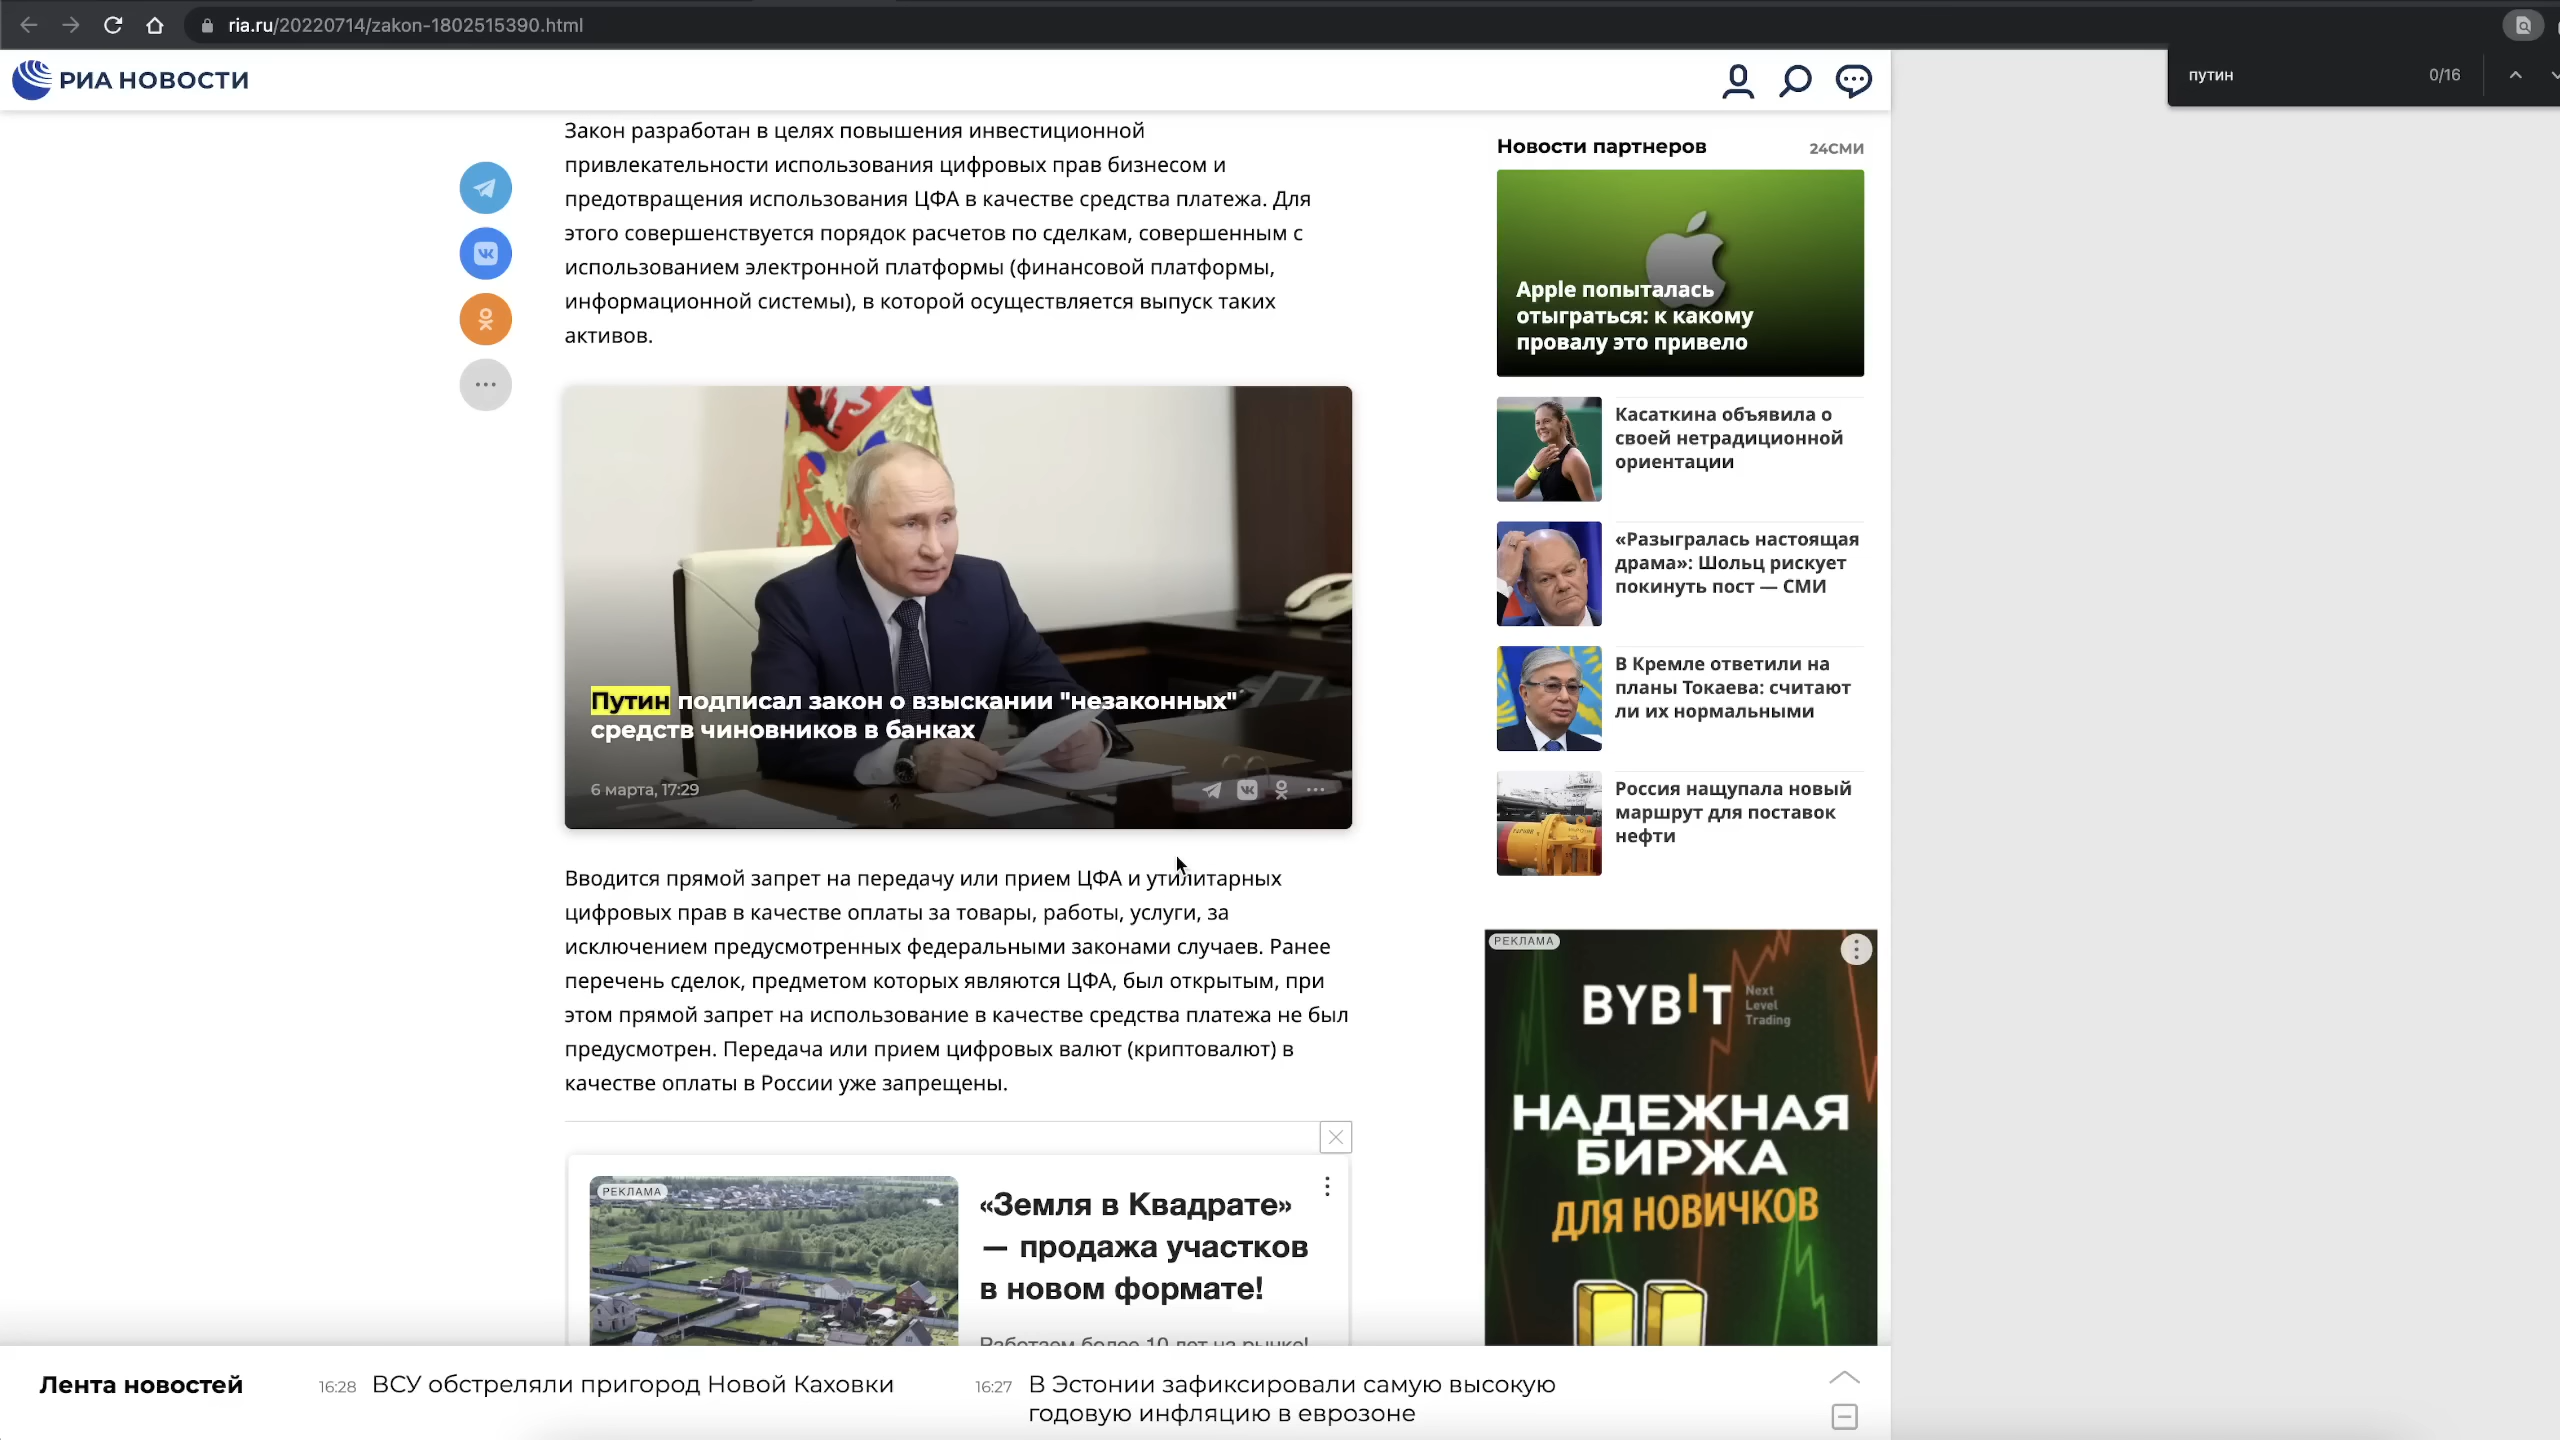 ria.ru/20220714/zakon-1802515390.html
путин
0/16
РИА НОВОСТИ
Закон разработан в целях повышения инвестиционной
привлекательности использования цифровых прав бизнесом и
предотвращения использования ЦФА в качестве средства платежа. Для
этого совершенствуется порядок расчетов по сделкам, совершенным с
использованием электронной платформы (финансовой платформы,
информационной системы), в которой осуществляется выпуск таких
активов.
Путин подписал закон о взыскании "незаконных"
средств чиновников в банках
6 марта, 17:29
Вводится прямой запрет на передачу или прием ЦФА и утилитарных
цифровых прав в качестве оплаты за товары, работы, услуги, за
исключением предусмотренных федеральными законами случаев. Ранее
перечень сделок, предметом которых являются ЦФА, был открытым, при
этом прямой запрет на использование в качестве средства платежа не был
предусмотрен. Передача или прием цифровых валют (криптовалют) в
качестве оплаты в России уже запрещены.
РЕКЛАМА
«Земля в Квадрате»
— продажа участков
в новом формате!
Работаем более 10 лет на рынке!
Новости партнеров
24СМИ
Apple попыталась
отыграться: к какому
провалу это привело
Касаткина объявила о
своей нетрадиционной
ориентации
«Разыгралась настоящая
драма»: Шольц рискует
покинуть пост — СМИ
В Кремле ответили на
планы Токаева: считают
ли их нормальными
Россия нащупала новый
маршрут для поставок
нефти
РЕКЛАМА
BYBIT
Next
Level
Trading
НАДЕЖНАЯ
БИРЖА
ДЛЯ НОВИЧКОВ
Лента новостей
16:28 ВСУ обстреляли пригород Новой Каховки
16:27 В Эстонии зафиксировали самую высокую
годовую инфляцию в еврозоне